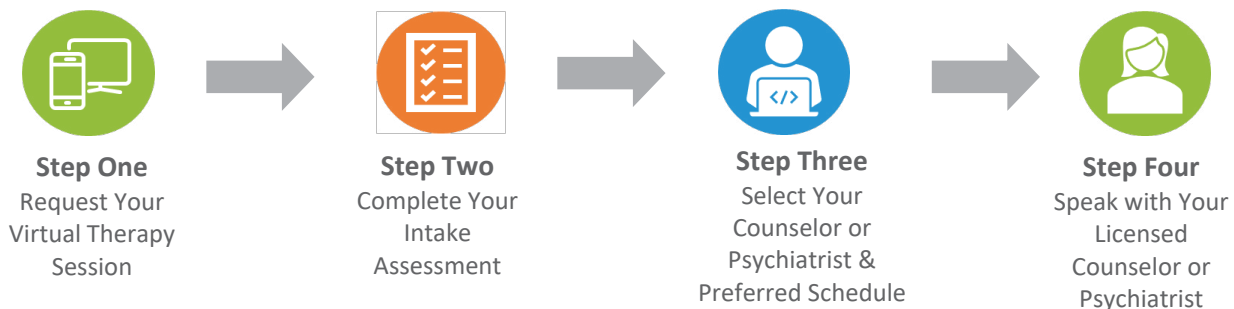 </>
Step One
Request Your
Virtual Therapy
Session
Step Two
Complete Your
Intake
Assessment
Step Three
Select Your
Counselor or
Psychiatrist &
Preferred Schedule
Step Four
Speak with Your
Licensed
Counselor or
Psychiatrist